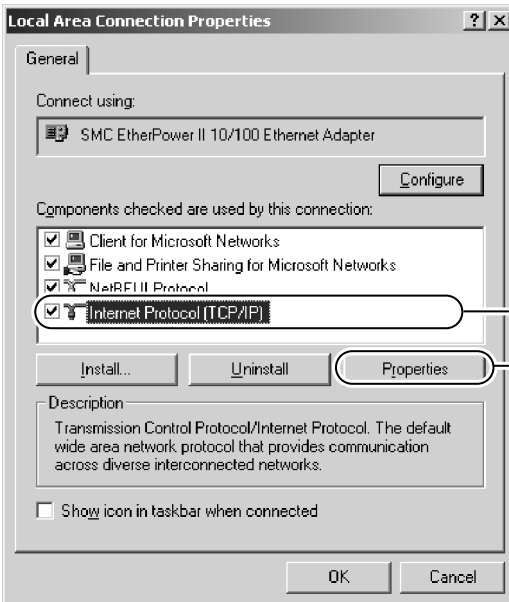 Local Area Connection Properties
General
Connect using:
SMC EtherPower II 10/100 Ethernet Adapter
Configure
Components checked are used by this connection:
Client for Microsoft Networks
File and Printer Sharing for Microsoft Networks
NetBEUI Protocol
Internet Protocol (TCP/IP)
Install...
Uninstall
Properties
Description
Transmission Control Protocol/Internet Protocol. The default
wide area network protocol that provides communication
across diverse interconnected networks.
Show icon in taskbar when connected
OK
Cancel